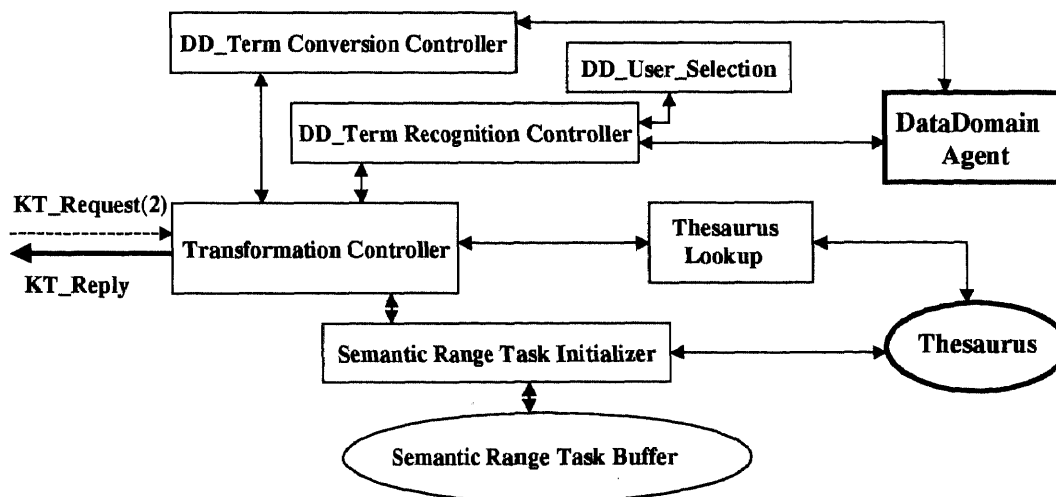 DD_Term Conversion Controller
DD_User_Selection
DD_Term Recognition Controller
DataDomain
Agent
KT_Request(2)
Transformation Controller
Thesaurus
Lookup
KT_Reply
Semantic Range Task Initializer
Thesaurus
Semantic Range Task Buffer